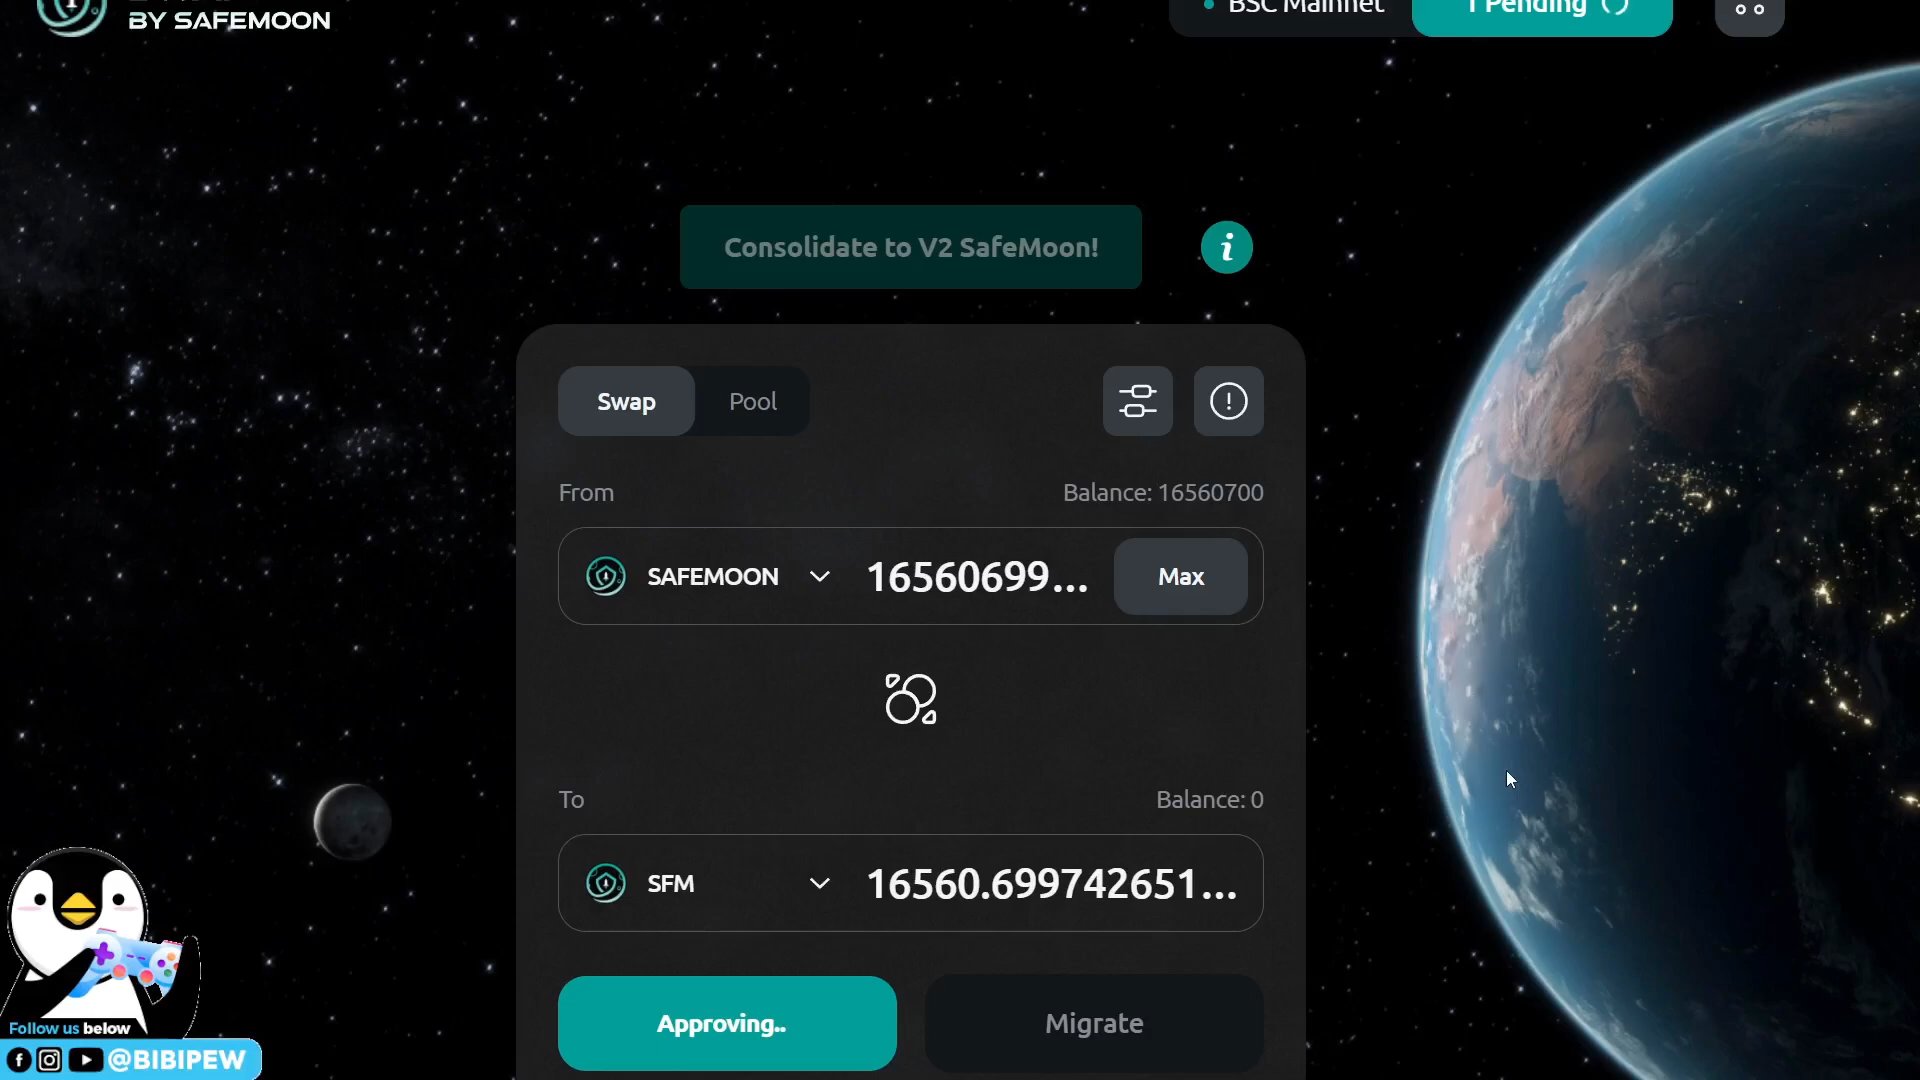 BY SAFEMOON
BSC Mainnet
1 Pending
Consolidate to V2 SafeMoon!
i
Swap
Pool
From
Balance: 16560700
SAFEMOON
16560699...
Max
To
Balance: 0
SFM
16560.699742651...
Approving..
Migrate
Follow us below
@BIBIPEW